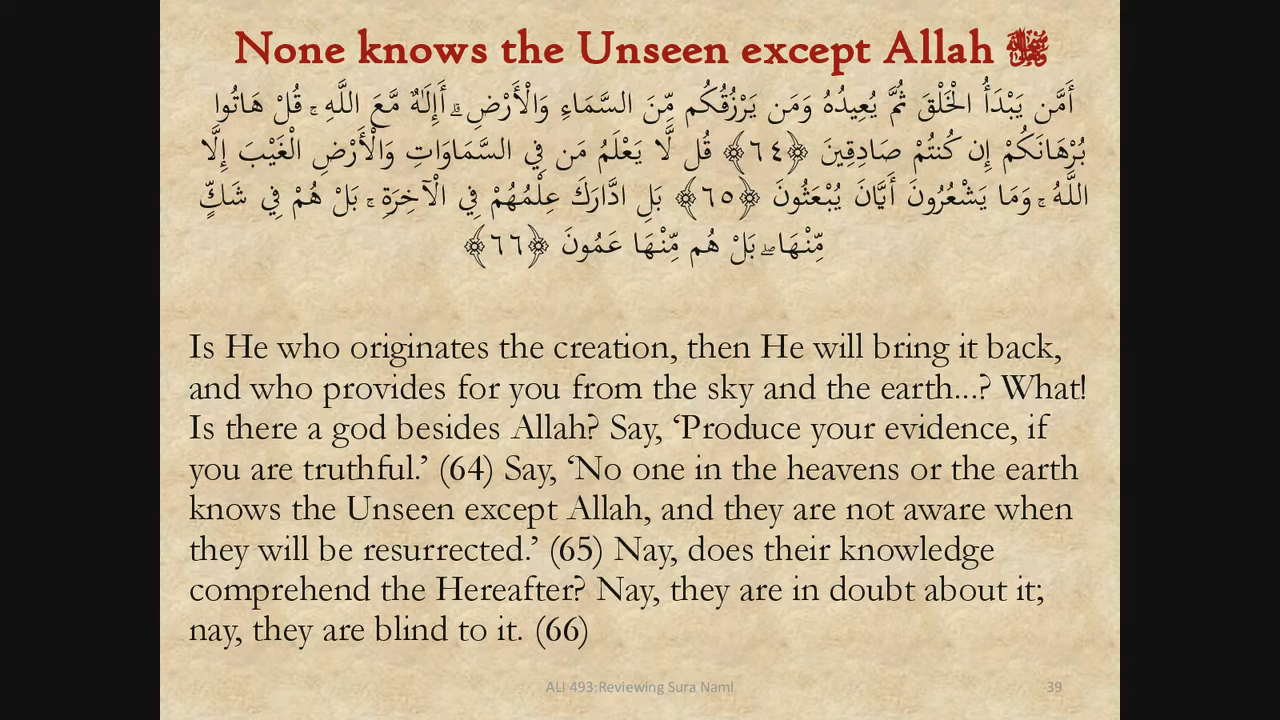 None knows the Unseen except Allah ﷻ
أَمَّن يَبْدَأُ الْخَلْقَ ثُمَّ يُعِيدُهُ وَمَن يَرْزُقُكُم مِّنَ السَّمَاءِ وَالْأَرْضِ ۗ أَإِلَـٰهٌ مَّعَ اللَّهِ ۚ قُلْ هَاتُوا
بُرْهَانَكُمْ إِن كُنتُمْ صَادِقِينَ ﴿٦٤﴾ قُل لَّا يَعْلَمُ مَن فِي السَّمَاوَاتِ وَالْأَرْضِ الْغَيْبَ إِلَّا
اللَّهُ ۚ وَمَا يَشْعُرُونَ أَيَّانَ يُبْعَثُونَ ﴿٦٥﴾ بَلِ ادَّارَكَ عِلْمُهُمْ فِي الْآخِرَةِ ۚ بَلْ هُمْ فِي شَكٍّ
مِّنْهَا ۖ بَلْ هُم مِّنْهَا عَمُونَ ﴿٦٦﴾
Is He who originates the creation, then He will bring it back,
and who provides for you from the sky and the earth...? What!
Is there a god besides Allah? Say, ‘Produce your evidence, if
you are truthful.’ (64) Say, ‘No one in the heavens or the earth
knows the Unseen except Allah, and they are not aware when
they will be resurrected.’ (65) Nay, does their knowledge
comprehend the Hereafter? Nay, they are in doubt about it;
nay, they are blind to it. (66)
ALI 493:Reviewing Sura Naml 39